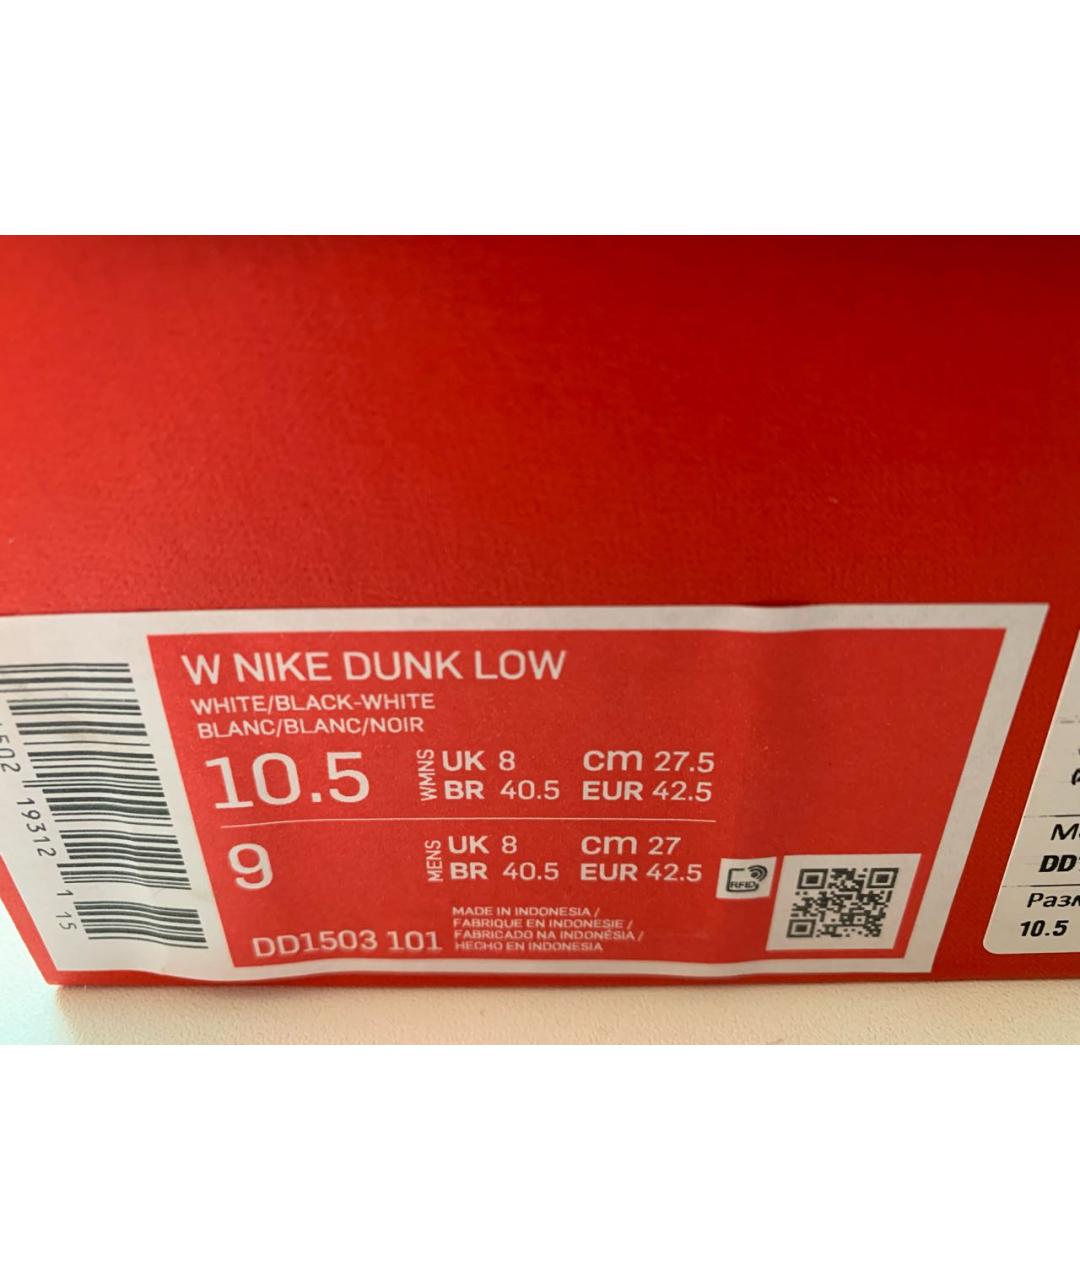 W NIKE DUNK LOW
WHITE/BLACK-WHITE
BLANC/BLANC/NOIR
10.5 WMNS UK 8 cm 27.5
BR 40.5 EUR 42.5
9 MENS UK 8 cm 27
BR 40.5 EUR 42.5
RFID
DD1503 101
MADE IN INDONESIA /
FABRIQUE EN INDONESIE /
FABRICADO NA INDONÉSIA /
HECHO EN INDONESIA
19312 1 15
10.5